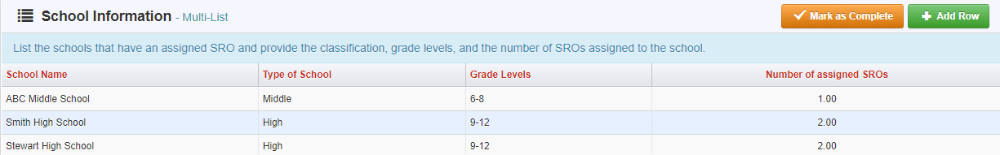 School Information - Multi-List
Mark as Complete
Add Row
List the schools that have an assigned SRO and provide the classification, grade levels, and the number of SROs assigned to the school.
School Name Type of School Grade Levels Number of assigned SROs
ABC Middle School Middle 6-8 1.00
Smith High School High 9-12 2.00
Stewart High School High 9-12 2.00